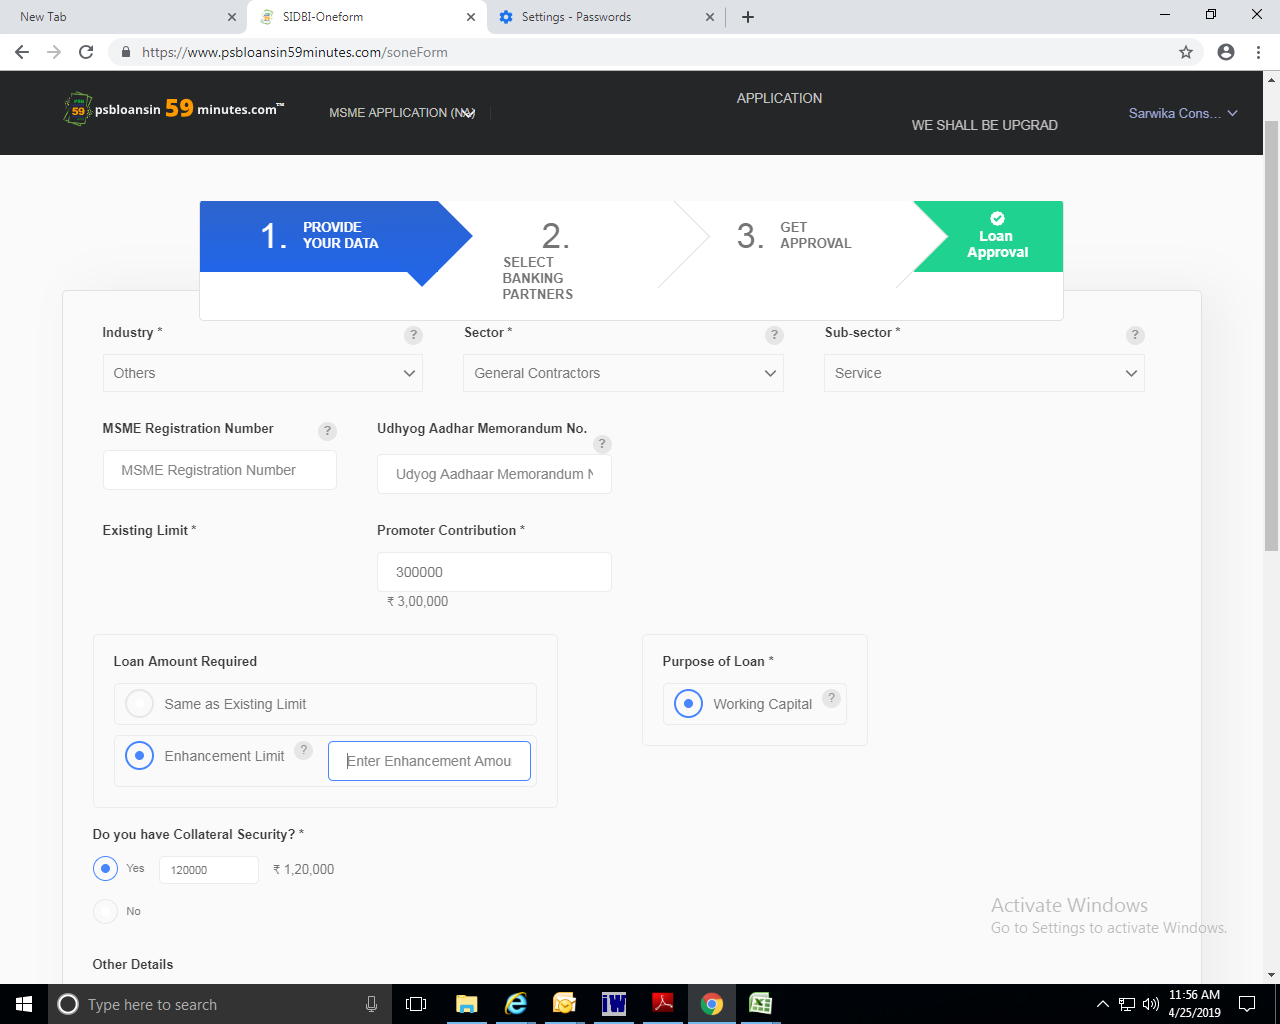 New Tab
SIDBI-Oneform
Settings - Passwords
https://www.psbloansin59minutes.com/soneForm
PSB
59
psbloansin 59 minutes.com™
MSME APPLICATION (NA)
APPLICATION
WE SHALL BE UPGRAD
Sarwika Cons...
1. PROVIDE
YOUR DATA
2.
SELECT
BANKING
PARTNERS
3. GET
APPROVAL
Loan
Approval
Industry * ?
Sector * ?
Sub-sector * ?
Others
General Contractors
Service
MSME Registration Number ?
Udhyog Aadhar Memorandum No. ?
MSME Registration Number
Udyog Aadhaar Memorandum N
Existing Limit *
Promoter Contribution *
300000
₹ 3,00,000
Loan Amount Required
Purpose of Loan *
Same as Existing Limit
Working Capital ?
Enhancement Limit ?
Enter Enhancement Amou
Do you have Collateral Security? *
Yes
120000
₹ 1,20,000
No
Other Details
Activate Windows
Go to Settings to activate Windows.
Type here to search
11:56 AM
4/25/2019